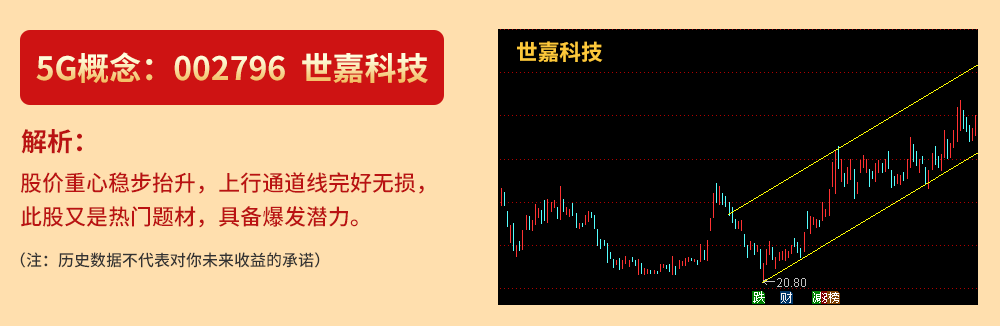 5G概念：002796 世嘉科技
解析：
股价重心稳步抬升，上行通道线完好无损，
此股又是热门题材，具备爆发潜力。
（注：历史数据不代表对你未来收益的承诺）
世嘉科技
20.80
跌 财 减 榜